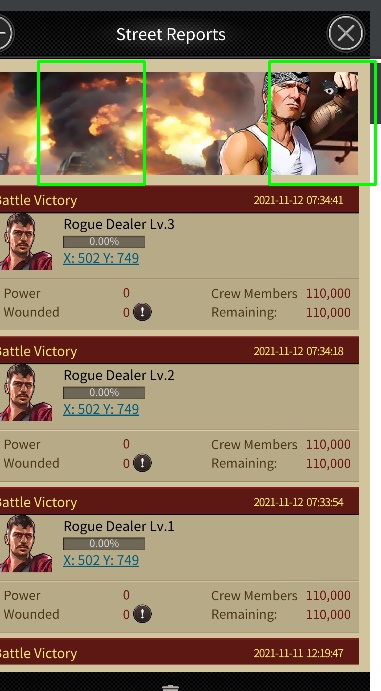 Street Reports
Battle Victory 2021-11-12 07:34:41
Rogue Dealer Lv.3
0.00%
X: 502 Y: 749
Power 0 Crew Members 110,000
Wounded 0 ! Remaining: 110,000
Battle Victory 2021-11-12 07:34:18
Rogue Dealer Lv.2
0.00%
X: 502 Y: 749
Power 0 Crew Members 110,000
Wounded 0 ! Remaining: 110,000
Battle Victory 2021-11-12 07:33:54
Rogue Dealer Lv.1
0.00%
X: 502 Y: 749
Power 0 Crew Members 110,000
Wounded 0 ! Remaining: 110,000
Battle Victory 2021-11-11 12:19:47